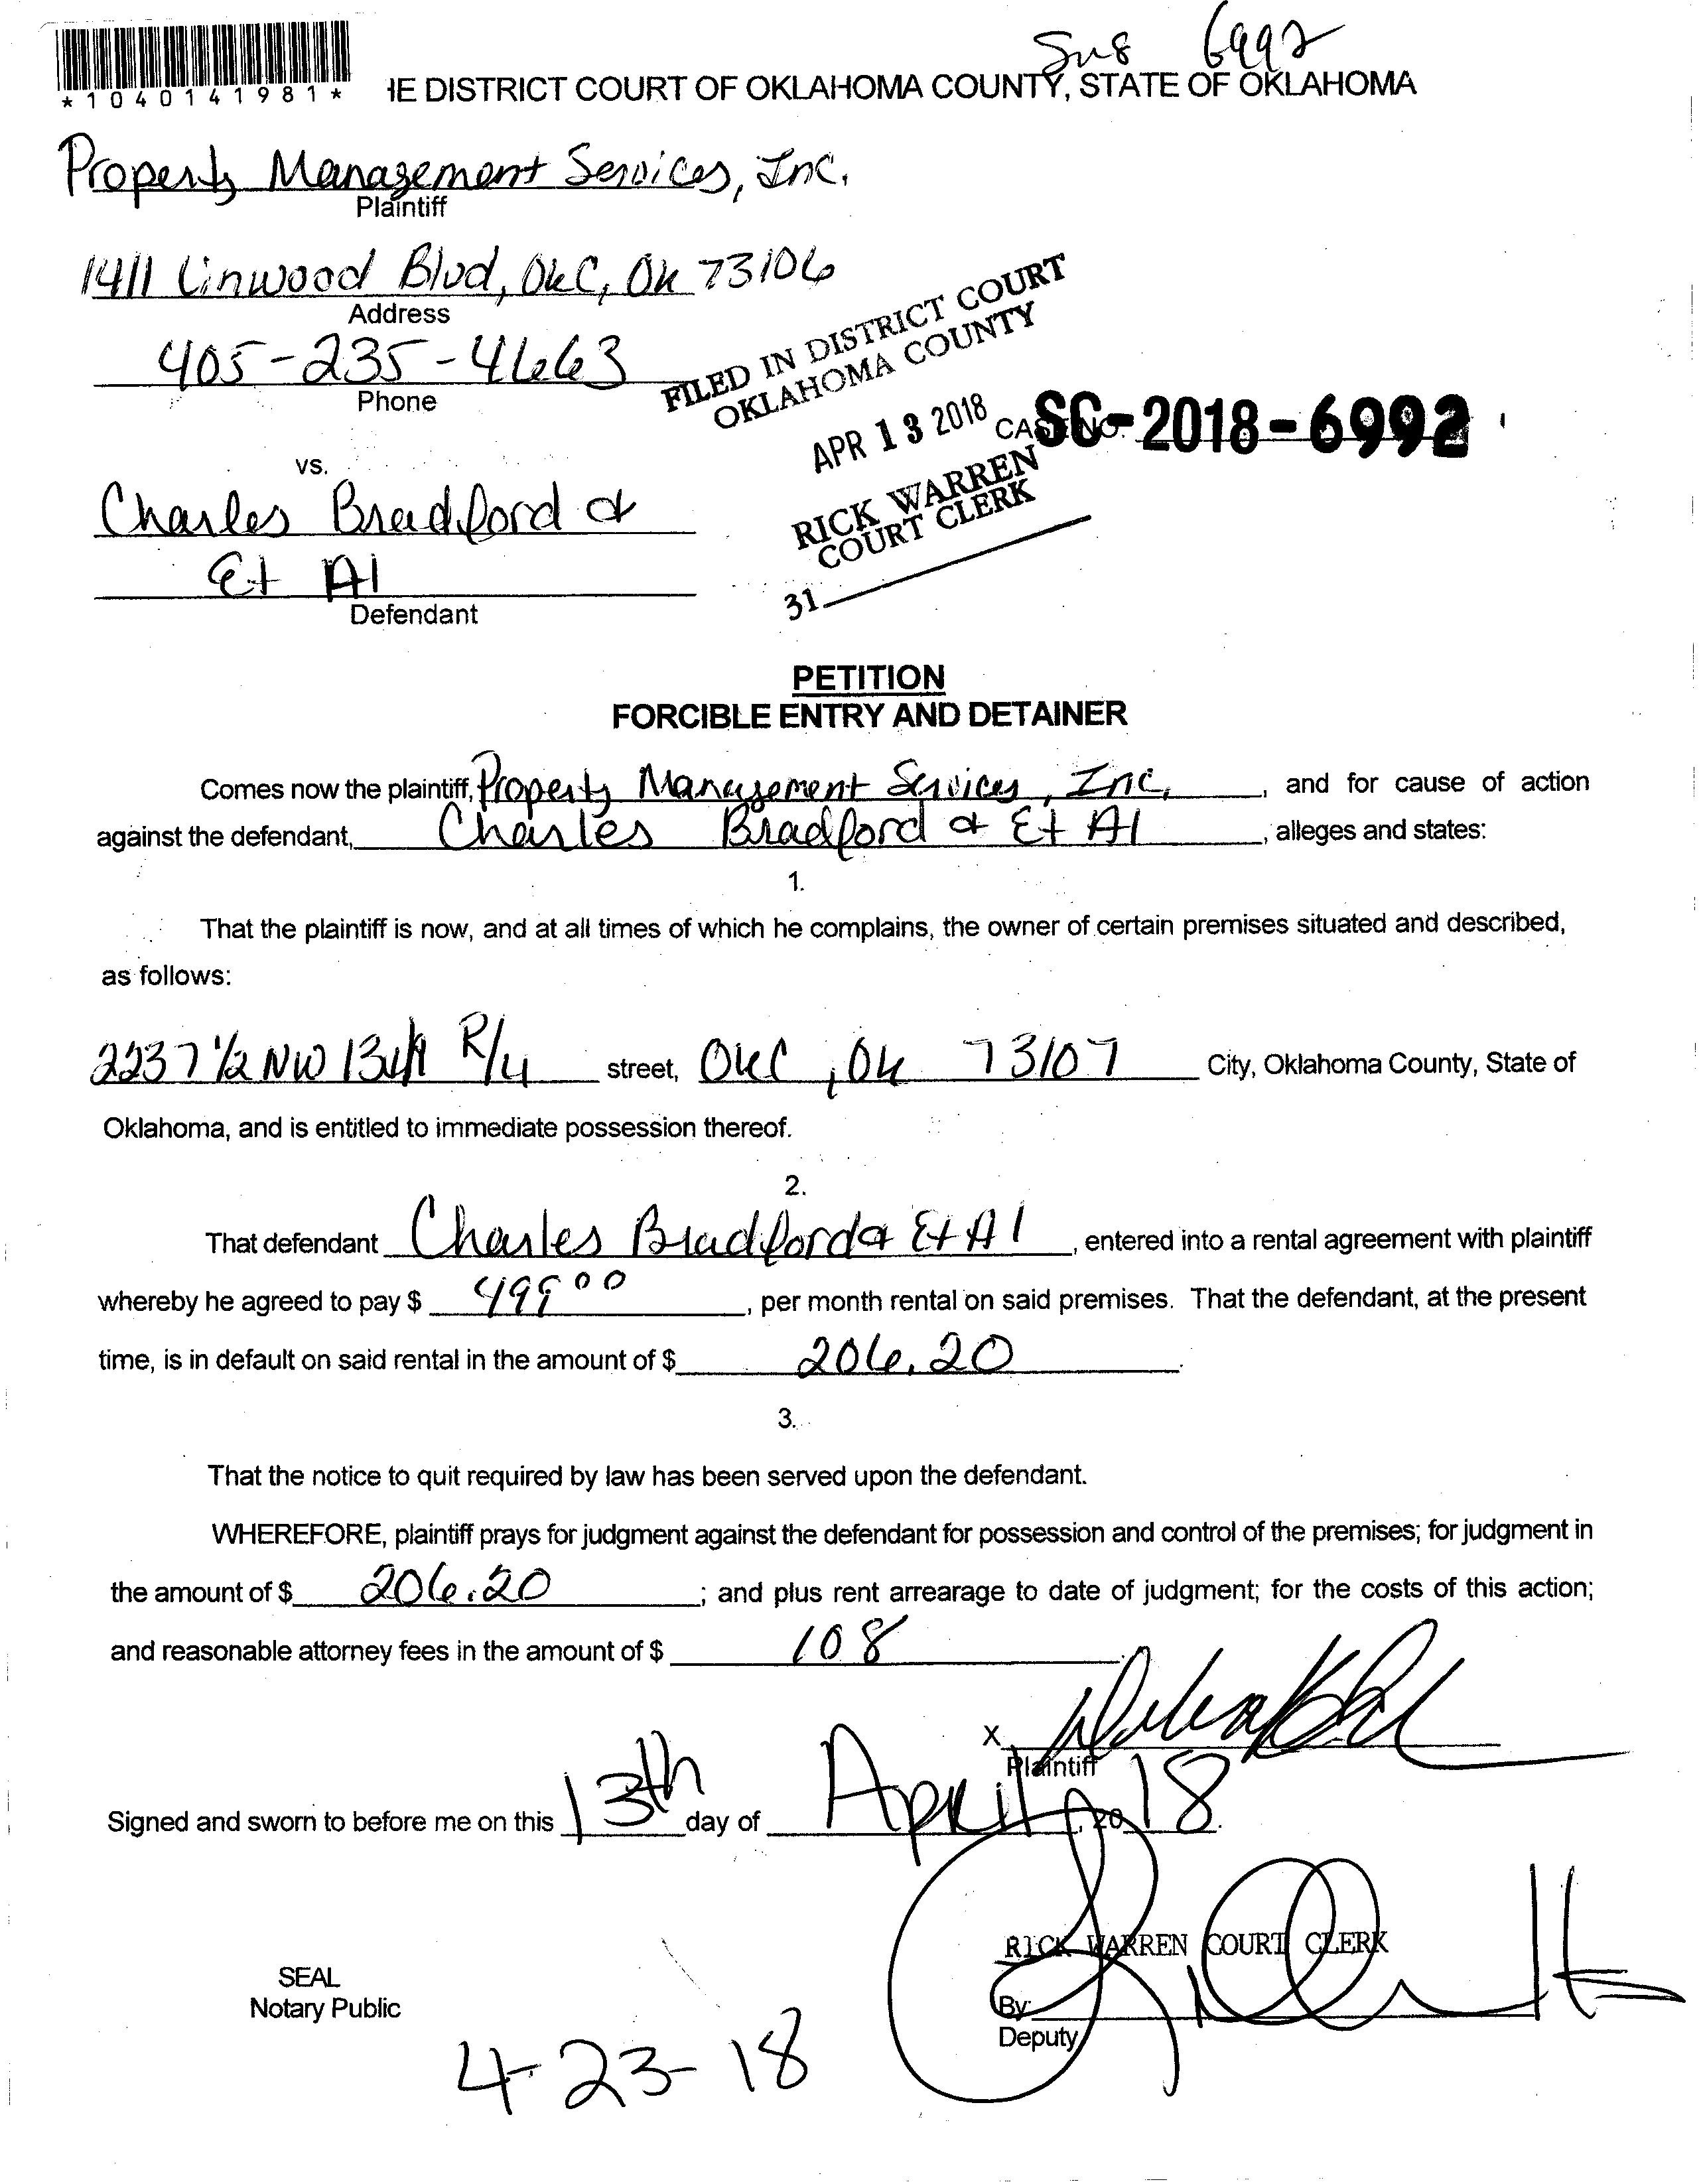 6992
*1040141981*
HE DISTRICT COURT OF OKLAHOMA COUNTY, STATE OF OKLAHOMA
Property Management Services, Inc.
Plaintiff
1411 Linwood Blvd, OKC, OK 73106
Address
405-235-4663
Phone
FILED IN DISTRICT COURT
OKLAHOMA COUNTY
APR 13 2018
RICK WARREN
COURT CLERK
31
CASE NO. SC-2018-6992
vs.
Charles Bradford &
Et Al
Defendant
PETITION
FORCIBLE ENTRY AND DETAINER
Comes now the plaintiff, Property Management Services, Inc., and for cause of action
against the defendant, Charles Bradford & Et Al, alleges and states:
1.
That the plaintiff is now, and at all times of which he complains, the owner of certain premises situated and described,
as follows:
2237 1/2 NW 13th R/4 street, OKC, OK 73107 City, Oklahoma County, State of
Oklahoma, and is entitled to immediate possession thereof.
2.
That defendant Charles Bradford & Et Al, entered into a rental agreement with plaintiff
whereby he agreed to pay $ 499 00, per month rental on said premises. That the defendant, at the present
time, is in default on said rental in the amount of $ 206.20.
3.
That the notice to quit required by law has been served upon the defendant.
WHEREFORE, plaintiff prays for judgment against the defendant for possession and control of the premises; for judgment in
the amount of $ 206.20; and plus rent arrearage to date of judgment; for the costs of this action;
and reasonable attorney fees in the amount of $ 108.
X
Plaintiff
Signed and sworn to before me on this 13th day of April, 2018.
RICK WARREN COURT CLERK
SEAL
Notary Public
By:
Deputy
4-23-18